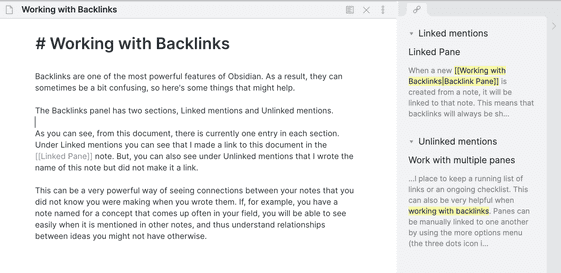 Working with Backlinks
# Working with Backlinks
Backlinks are one of the most powerful features of Obsidian. As a result, they can
sometimes be a bit confusing, so here's some things that might help.
The Backlinks panel has two sections, Linked mentions and Unlinked mentions.
As you can see, from this document, there is currently one entry in each section.
Under Linked mentions you can see that I made a link to this document in the
[[Linked Pane]] note. But, you can also see under Unlinked mentions that I wrote the
name of this note but did not make it a link.
This can be a very powerful way of seeing connections between your notes that you
did not know you were making when you wrote them. If, for example, you have a
note named for a concept that comes up often in your field, you will be able to see
easily when it is mentioned in other notes, and thus understand relationships
between ideas you might not have otherwise.
Linked mentions
Linked Pane
When a new [[Working with
Backlinks|Backlink Pane]] is
created from a note, it will be
linked to that note. This means that
backlinks will always be sh...
Unlinked mentions
Work with multiple panes
...l place to keep a running list of
links or an ongoing checklist. This
can also be very helpful when
working with backlinks. Panes can
be manually linked to one another
by using the more options menu
(the three dots icon i...